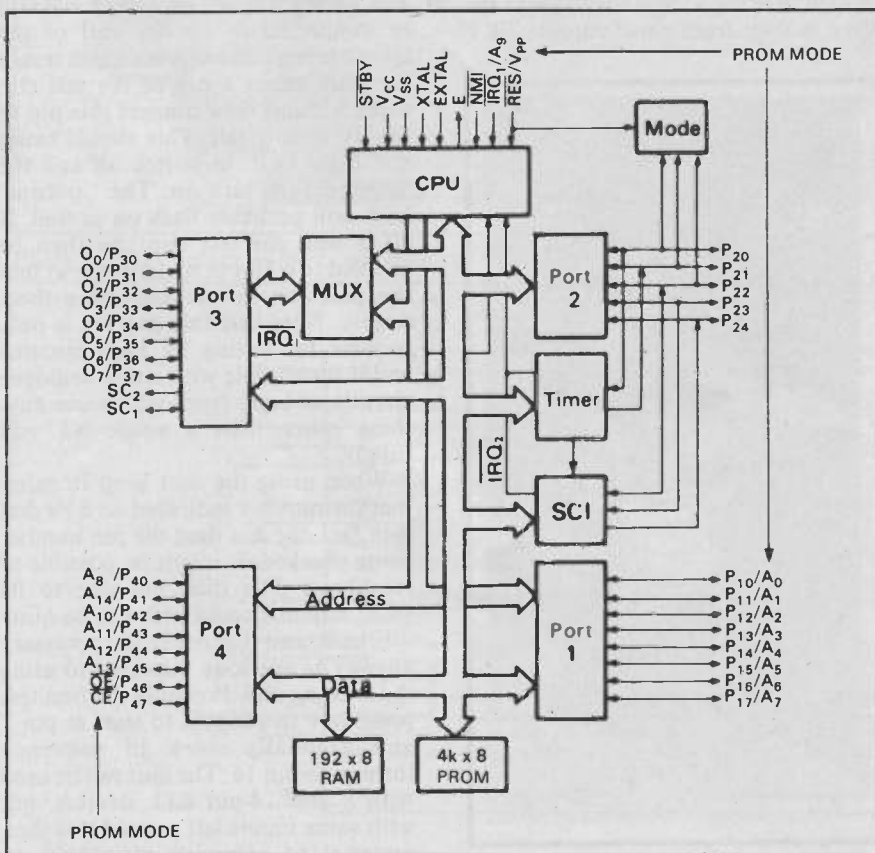 PROM MODE
STBY
VCC
VSS
XTAL
EXTAL
E
NMI
IRQ1/A9
RES/VPP
Mode
CPU
O0/P30
O1/P31
O2/P32
O3/P33
O4/P34
O5/P35
O6/P36
O7/P37
SC2
SC1
Port 3
MUX
IRQ1
Port 2
P20
P21
P22
P23
P24
Timer
IRQ2
SCI
A8/P40
A14/P41
A10/P42
A11/P43
A12/P44
A13/P45
OE/P46
CE/P47
Port 4
Address
Data
Port 1
P10/A0
P11/A1
P12/A2
P13/A3
P14/A4
P15/A5
P16/A6
P17/A7
192 x 8 RAM
4k x 8 PROM
PROM MODE